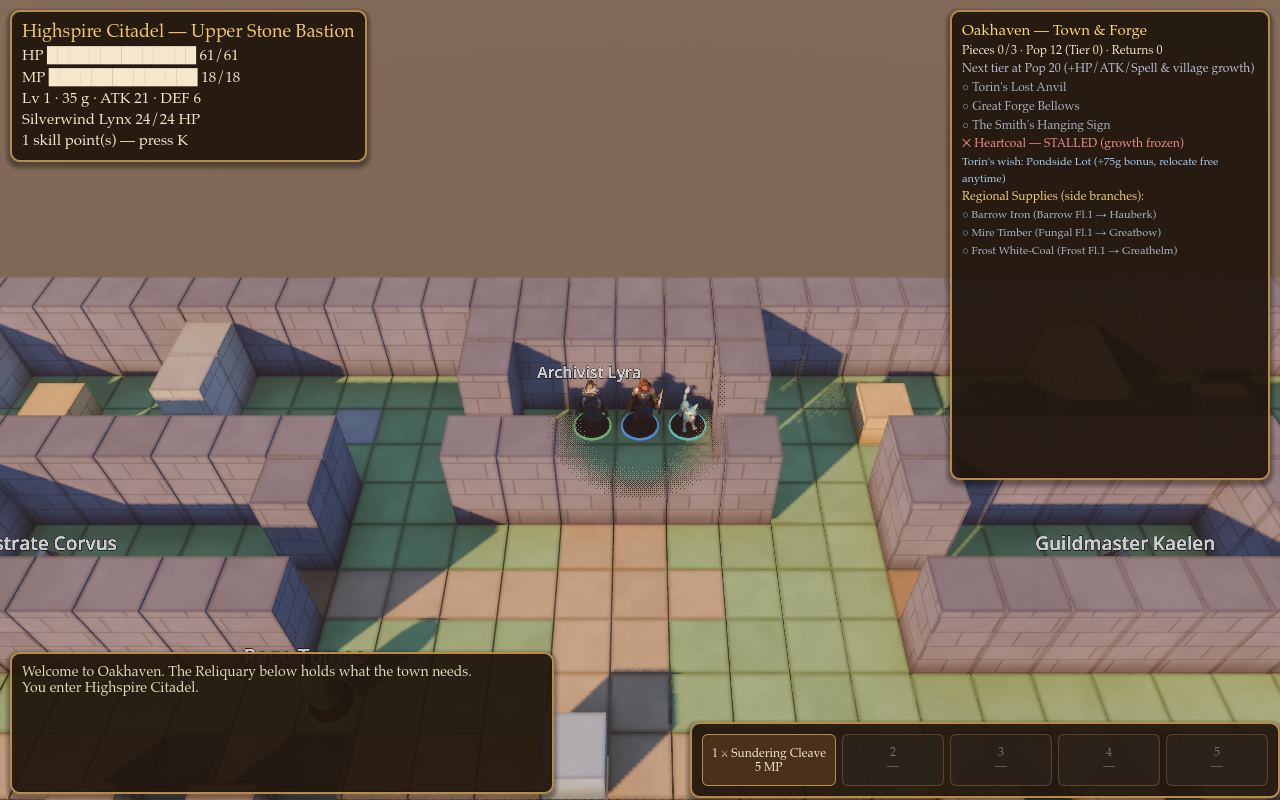 Highspire Citadel — Upper Stone Bastion
HP 61/61
MP 18/18
Lv 1 · 35 g · ATK 21 · DEF 6
Silverwind Lynx 24/24 HP
1 skill point(s) — press K
Oakhaven — Town & Forge
Pieces 0/3 · Pop 12 (Tier 0) · Returns 0
Next tier at Pop 20 (+HP/ATK/Spell & village growth)
○ Torin's Lost Anvil
○ Great Forge Bellows
○ The Smith's Hanging Sign
✕ Heartcoal — STALLED (growth frozen)
Torin's wish: Pondside Lot (+75g bonus, relocate free
anytime)
Regional Supplies (side branches):
○ Barrow Iron (Barrow Fl.1 → Hauberk)
○ Mire Timber (Fungal Fl.1 → Greatbow)
○ Frost White-Coal (Frost Fl.1 → Greathelm)
Archivist Lyra
strate Corvus
Guildmaster Kaelen
Welcome to Oakhaven. The Reliquary below holds what the town needs.
You enter Highspire Citadel.
1 ⚔ Sundering Cleave
5 MP
2
—
3
—
4
—
5
—